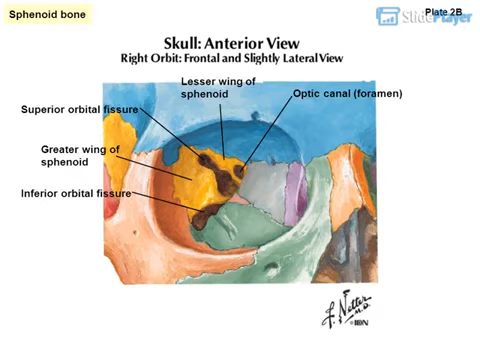 Sphenoid bone
Plate 2B
SlidePlayer
Skull: Anterior View
Right Orbit: Frontal and Slightly Lateral View
Lesser wing of
sphenoid
Optic canal (foramen)
Superior orbital fissure
Greater wing of
sphenoid
Inferior orbital fissure
F. Netter
M.D.